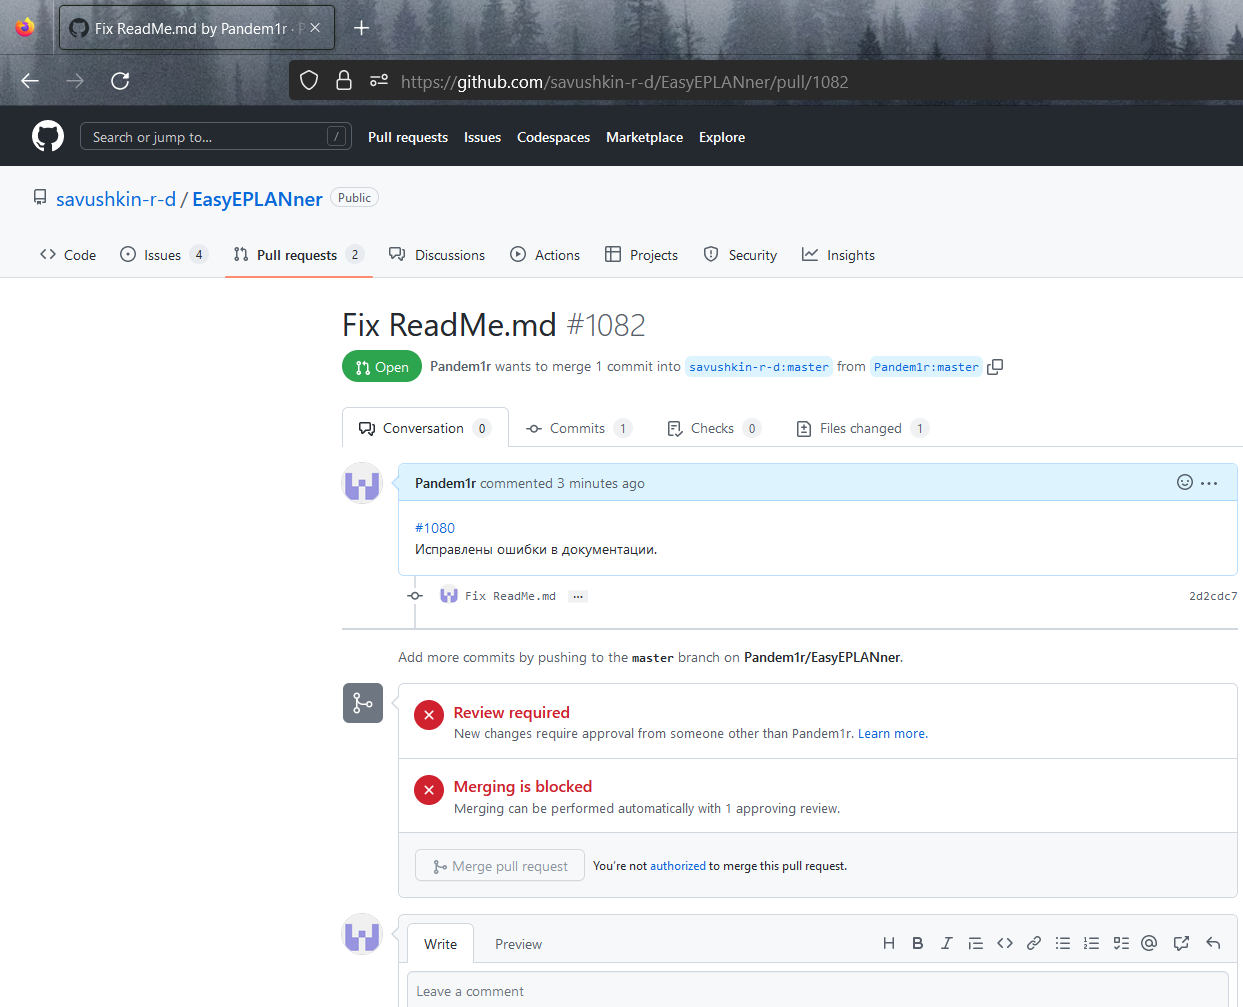 Fix ReadMe.md by Pandem1r · P
https://github.com/savushkin-r-d/EasyEPLANner/pull/1082
Search or jump to... /
Pull requests Issues Codespaces Marketplace Explore
savushkin-r-d / EasyEPLANner Public
Code Issues 4 Pull requests 2 Discussions Actions Projects Security Insights
Fix ReadMe.md #1082
Open Pandem1r wants to merge 1 commit into savushkin-r-d:master from Pandem1r:master
Conversation 0 Commits 1 Checks 0 Files changed 1
Pandem1r commented 3 minutes ago
#1080
Исправлены ошибки в документации.
Fix ReadMe.md ... 2d2cdc7
Add more commits by pushing to the master branch on Pandem1r/EasyEPLANner.
Review required
New changes require approval from someone other than Pandem1r. Learn more.
Merging is blocked
Merging can be performed automatically with 1 approving review.
Merge pull request You're not authorized to merge this pull request.
Write Preview
Leave a comment